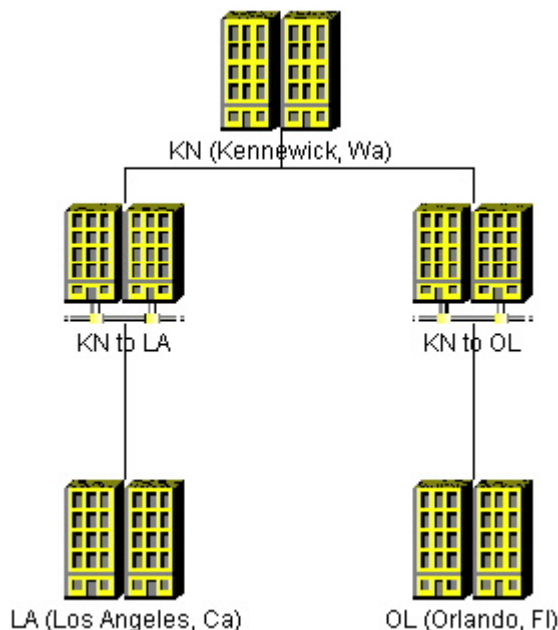 KN (Kennewick, Wa)
KN to LA
KN to OL
LA (Los Angeles, Ca)
OL (Orlando, Fl)